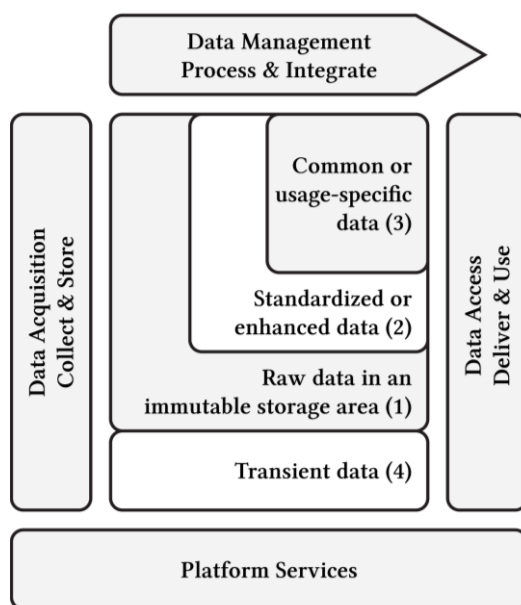 Data Management
Process & Integrate
Data Acquisition
Collect & Store
Common or
usage-specific
data (3)
Standardized or
enhanced data (2)
Raw data in an
immutable storage area (1)
Transient data (4)
Data Access
Deliver & Use
Platform Services